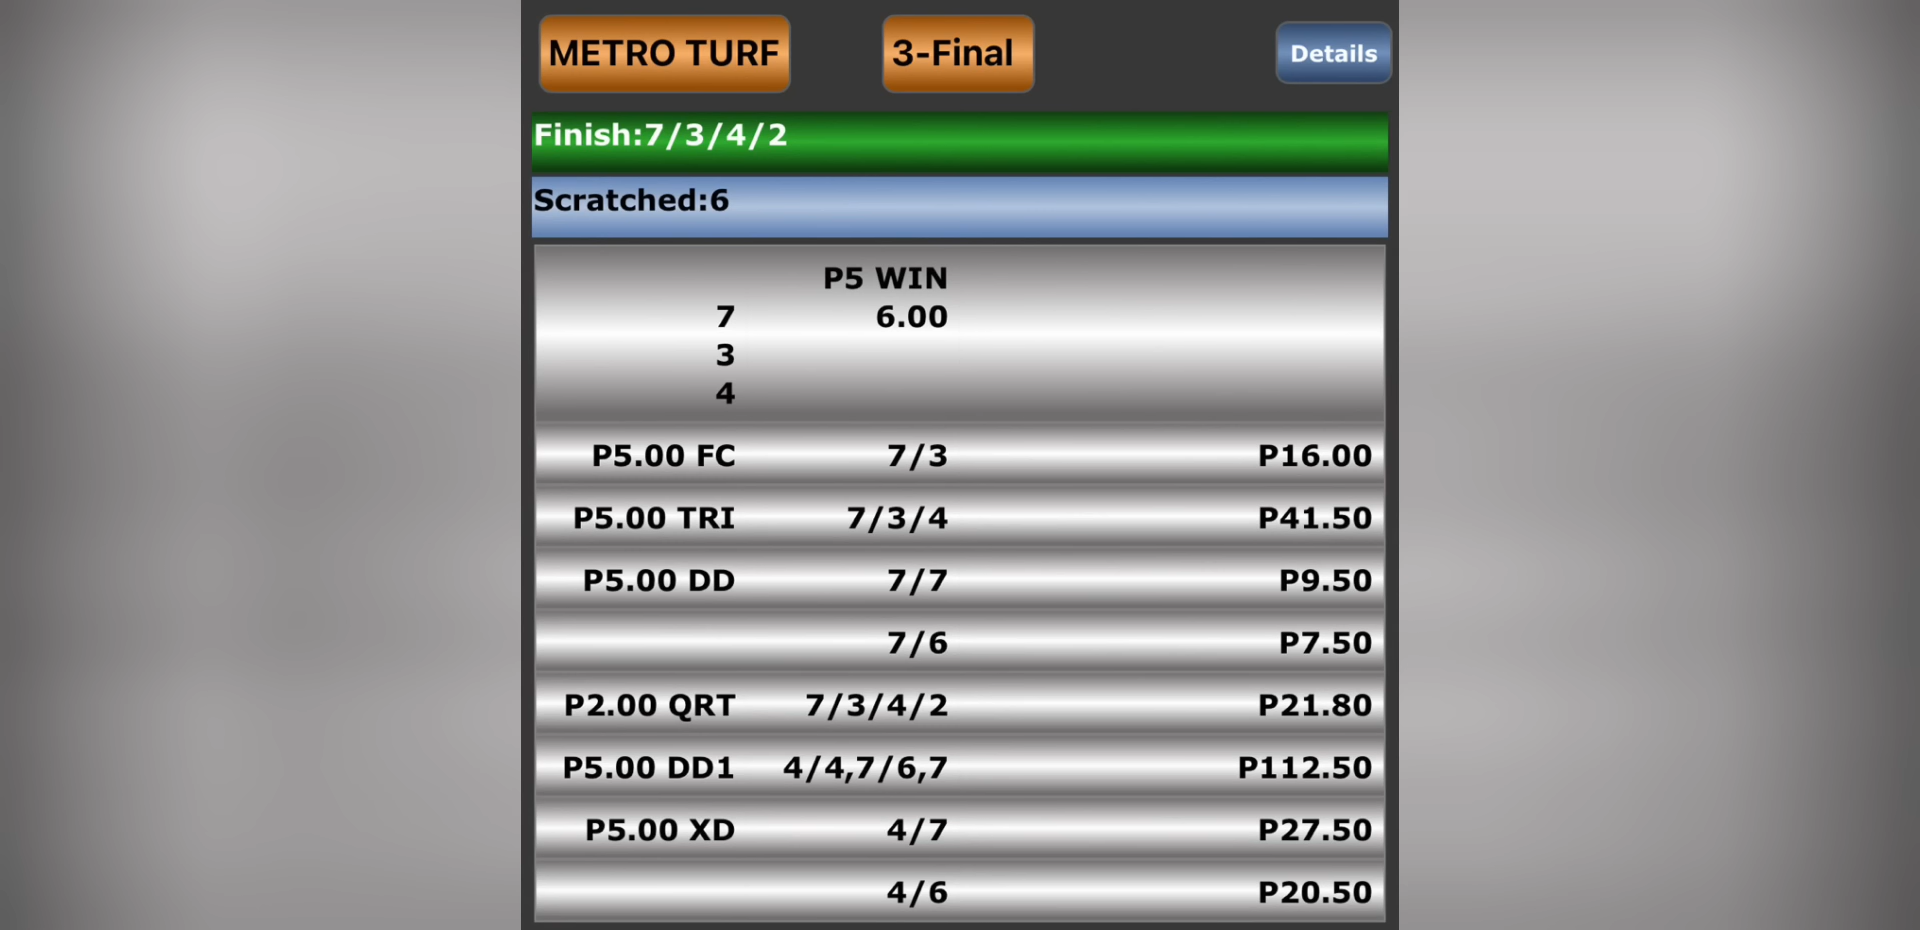 METRO TURF 3-Final Details
Finish:7/3/4/2
Scratched:6
P5 WIN
7 6.00
3
4
P5.00 FC 7/3 P16.00
P5.00 TRI 7/3/4 P41.50
P5.00 DD 7/7 P9.50
7/6 P7.50
P2.00 QRT 7/3/4/2 P21.80
P5.00 DD1 4/4,7/6,7 P112.50
P5.00 XD 4/7 P27.50
4/6 P20.50